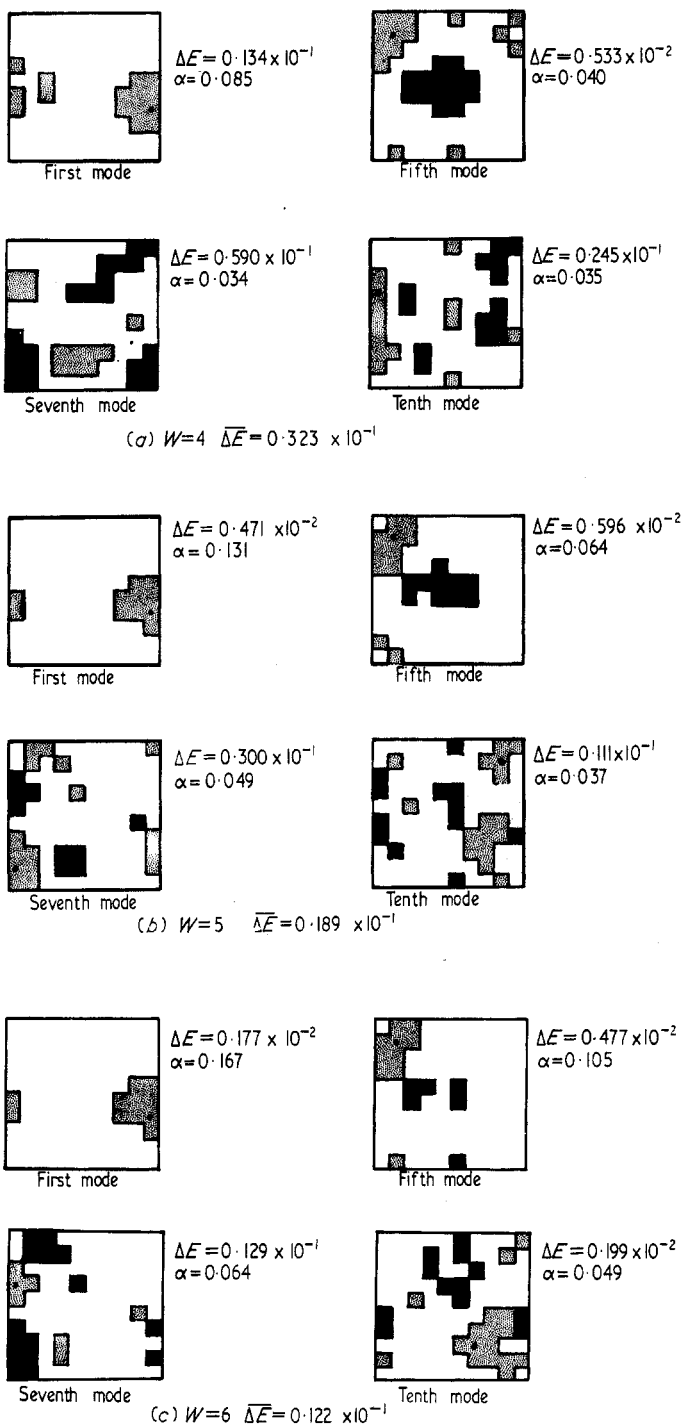 ΔE = 0·134 x 10⁻¹
α = 0·085
First mode
ΔE = 0·533 x 10⁻²
α = 0·040
Fifth mode
ΔE = 0·590 x 10⁻¹
α = 0·034
Seventh mode
ΔE = 0·245 x 10⁻¹
α = 0·035
Tenth mode
(a) W=4 Δ̅E̅ = 0·323 x 10⁻¹
ΔE = 0·471 x 10⁻²
α = 0·131
First mode
ΔE = 0·596 x 10⁻²
α = 0·064
Fifth mode
ΔE = 0·300 x 10⁻¹
α = 0·049
Seventh mode
ΔE = 0·111 x 10⁻¹
α = 0·037
Tenth mode
(b) W=5 Δ̅E̅ = 0·189 x 10⁻¹
ΔE = 0·177 x 10⁻²
α = 0·167
First mode
ΔE = 0·477 x 10⁻²
α = 0·105
Fifth mode
ΔE = 0·129 x 10⁻¹
α = 0·064
Seventh mode
ΔE = 0·199 x 10⁻²
α = 0·049
Tenth mode
(c) W=6 Δ̅E̅ = 0·122 x 10⁻¹